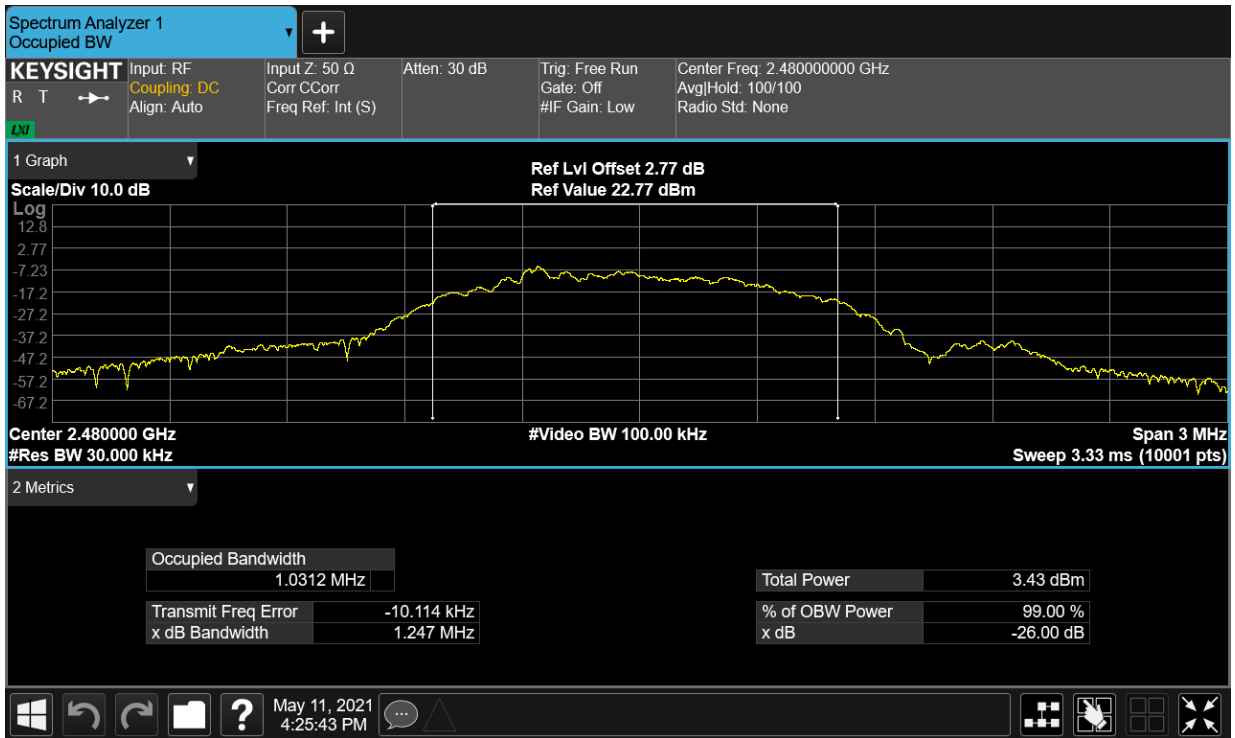 Spectrum Analyzer 1
Occupied BW
KEYSIGHT
R T
LXI
Input: RF
Coupling: DC
Align: Auto
Input Z: 50 Ω
Corr CCorr
Freq Ref: Int (S)
Atten: 30 dB
Trig: Free Run
Gate: Off
#IF Gain: Low
Center Freq: 2.480000000 GHz
Avg|Hold: 100/100
Radio Std: None
1 Graph
Scale/Div 10.0 dB
Ref Lvl Offset 2.77 dB
Ref Value 22.77 dBm
Log
12.8
2.77
-7.23
-17.2
-27.2
-37.2
-47.2
-57.2
-67.2
Center 2.480000 GHz
#Video BW 100.00 kHz
Span 3 MHz
#Res BW 30.000 kHz
Sweep 3.33 ms (10001 pts)
2 Metrics
Occupied Bandwidth
1.0312 MHz
Total Power 3.43 dBm
Transmit Freq Error -10.114 kHz
% of OBW Power 99.00 %
x dB Bandwidth 1.247 MHz
x dB -26.00 dB
?
May 11, 2021
4:25:43 PM